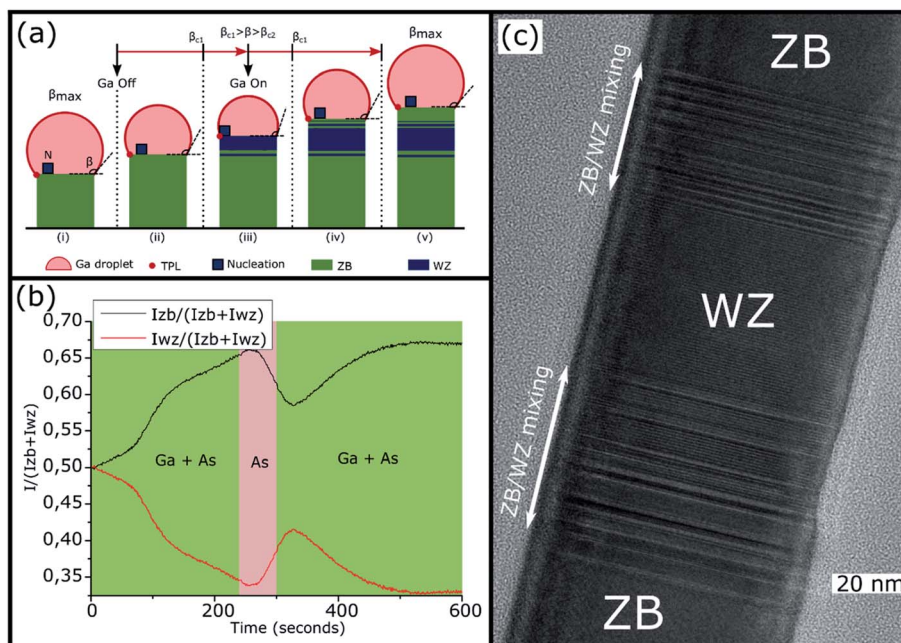 (a)
βc1 βc1>β>βc2 βc1 βmax
Ga Off Ga On
βmax
N β
(i) (ii) (iii) (iv) (v)
Ga droplet TPL Nucleation ZB WZ
(b)
Izb/(Izb+Iwz)
Iwz/(Izb+Iwz)
0,70
0,65
0,60
0,55
0,50
0,45
0,40
0,35
I/(Izb+Iwz)
Ga + As As Ga + As
0 200 400 600
Time (seconds)
(c)
ZB
ZB/WZ mixing
WZ
ZB/WZ mixing
20 nm
ZB